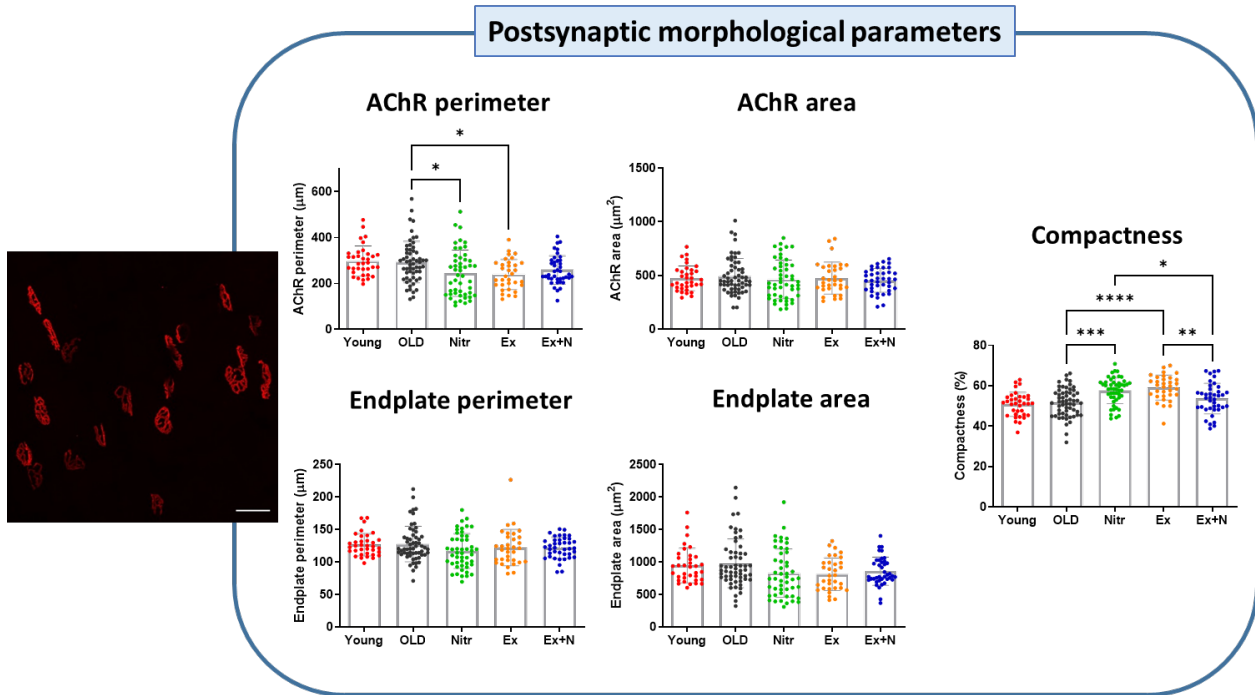 Postsynaptic morphological parameters
AChR perimeter
AChR perimeter (μm)
600
400
200
0
*
*
Young OLD Nitr Ex Ex+N
AChR area
AChR area (μm²)
1500
1000
500
0
Young OLD Nitr Ex Ex+N
Endplate perimeter
Endplate perimeter (μm)
250
200
150
100
50
0
Young OLD Nitr Ex Ex+N
Endplate area
Endplate area (μm²)
2500
2000
1500
1000
500
0
Young OLD Nitr Ex Ex+N
Compactness
Compactness (%)
80
60
40
20
0
*
****
*** **
Young OLD Nitr Ex Ex+N